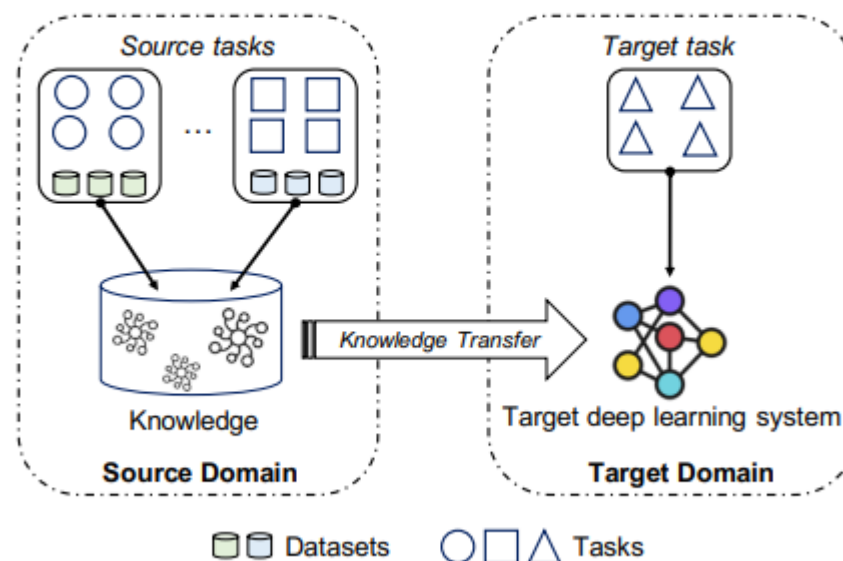 Source tasks
Target task
...
Knowledge Transfer
Knowledge
Target deep learning system
Source Domain
Target Domain
Datasets
Tasks